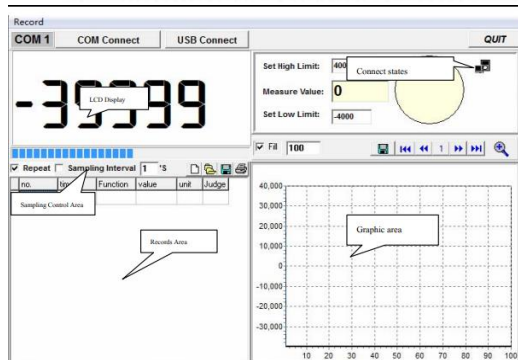 Record
COM 1 COM Connect USB Connect QUIT
-39999
LCD Display
Set High Limit: 400
Connect states
Measure Value: 0
Set Low Limit: -4000
Fill 100
1
Repeat Sampling Interval 1 'S
no. Function value unit Judge
Sampling Control Area
Records Area
Graphic area
40,000
30,000
20,000
10,000
0
-10,000
-20,000
-30,000
10 20 30 40 50 60 70 80 90 100